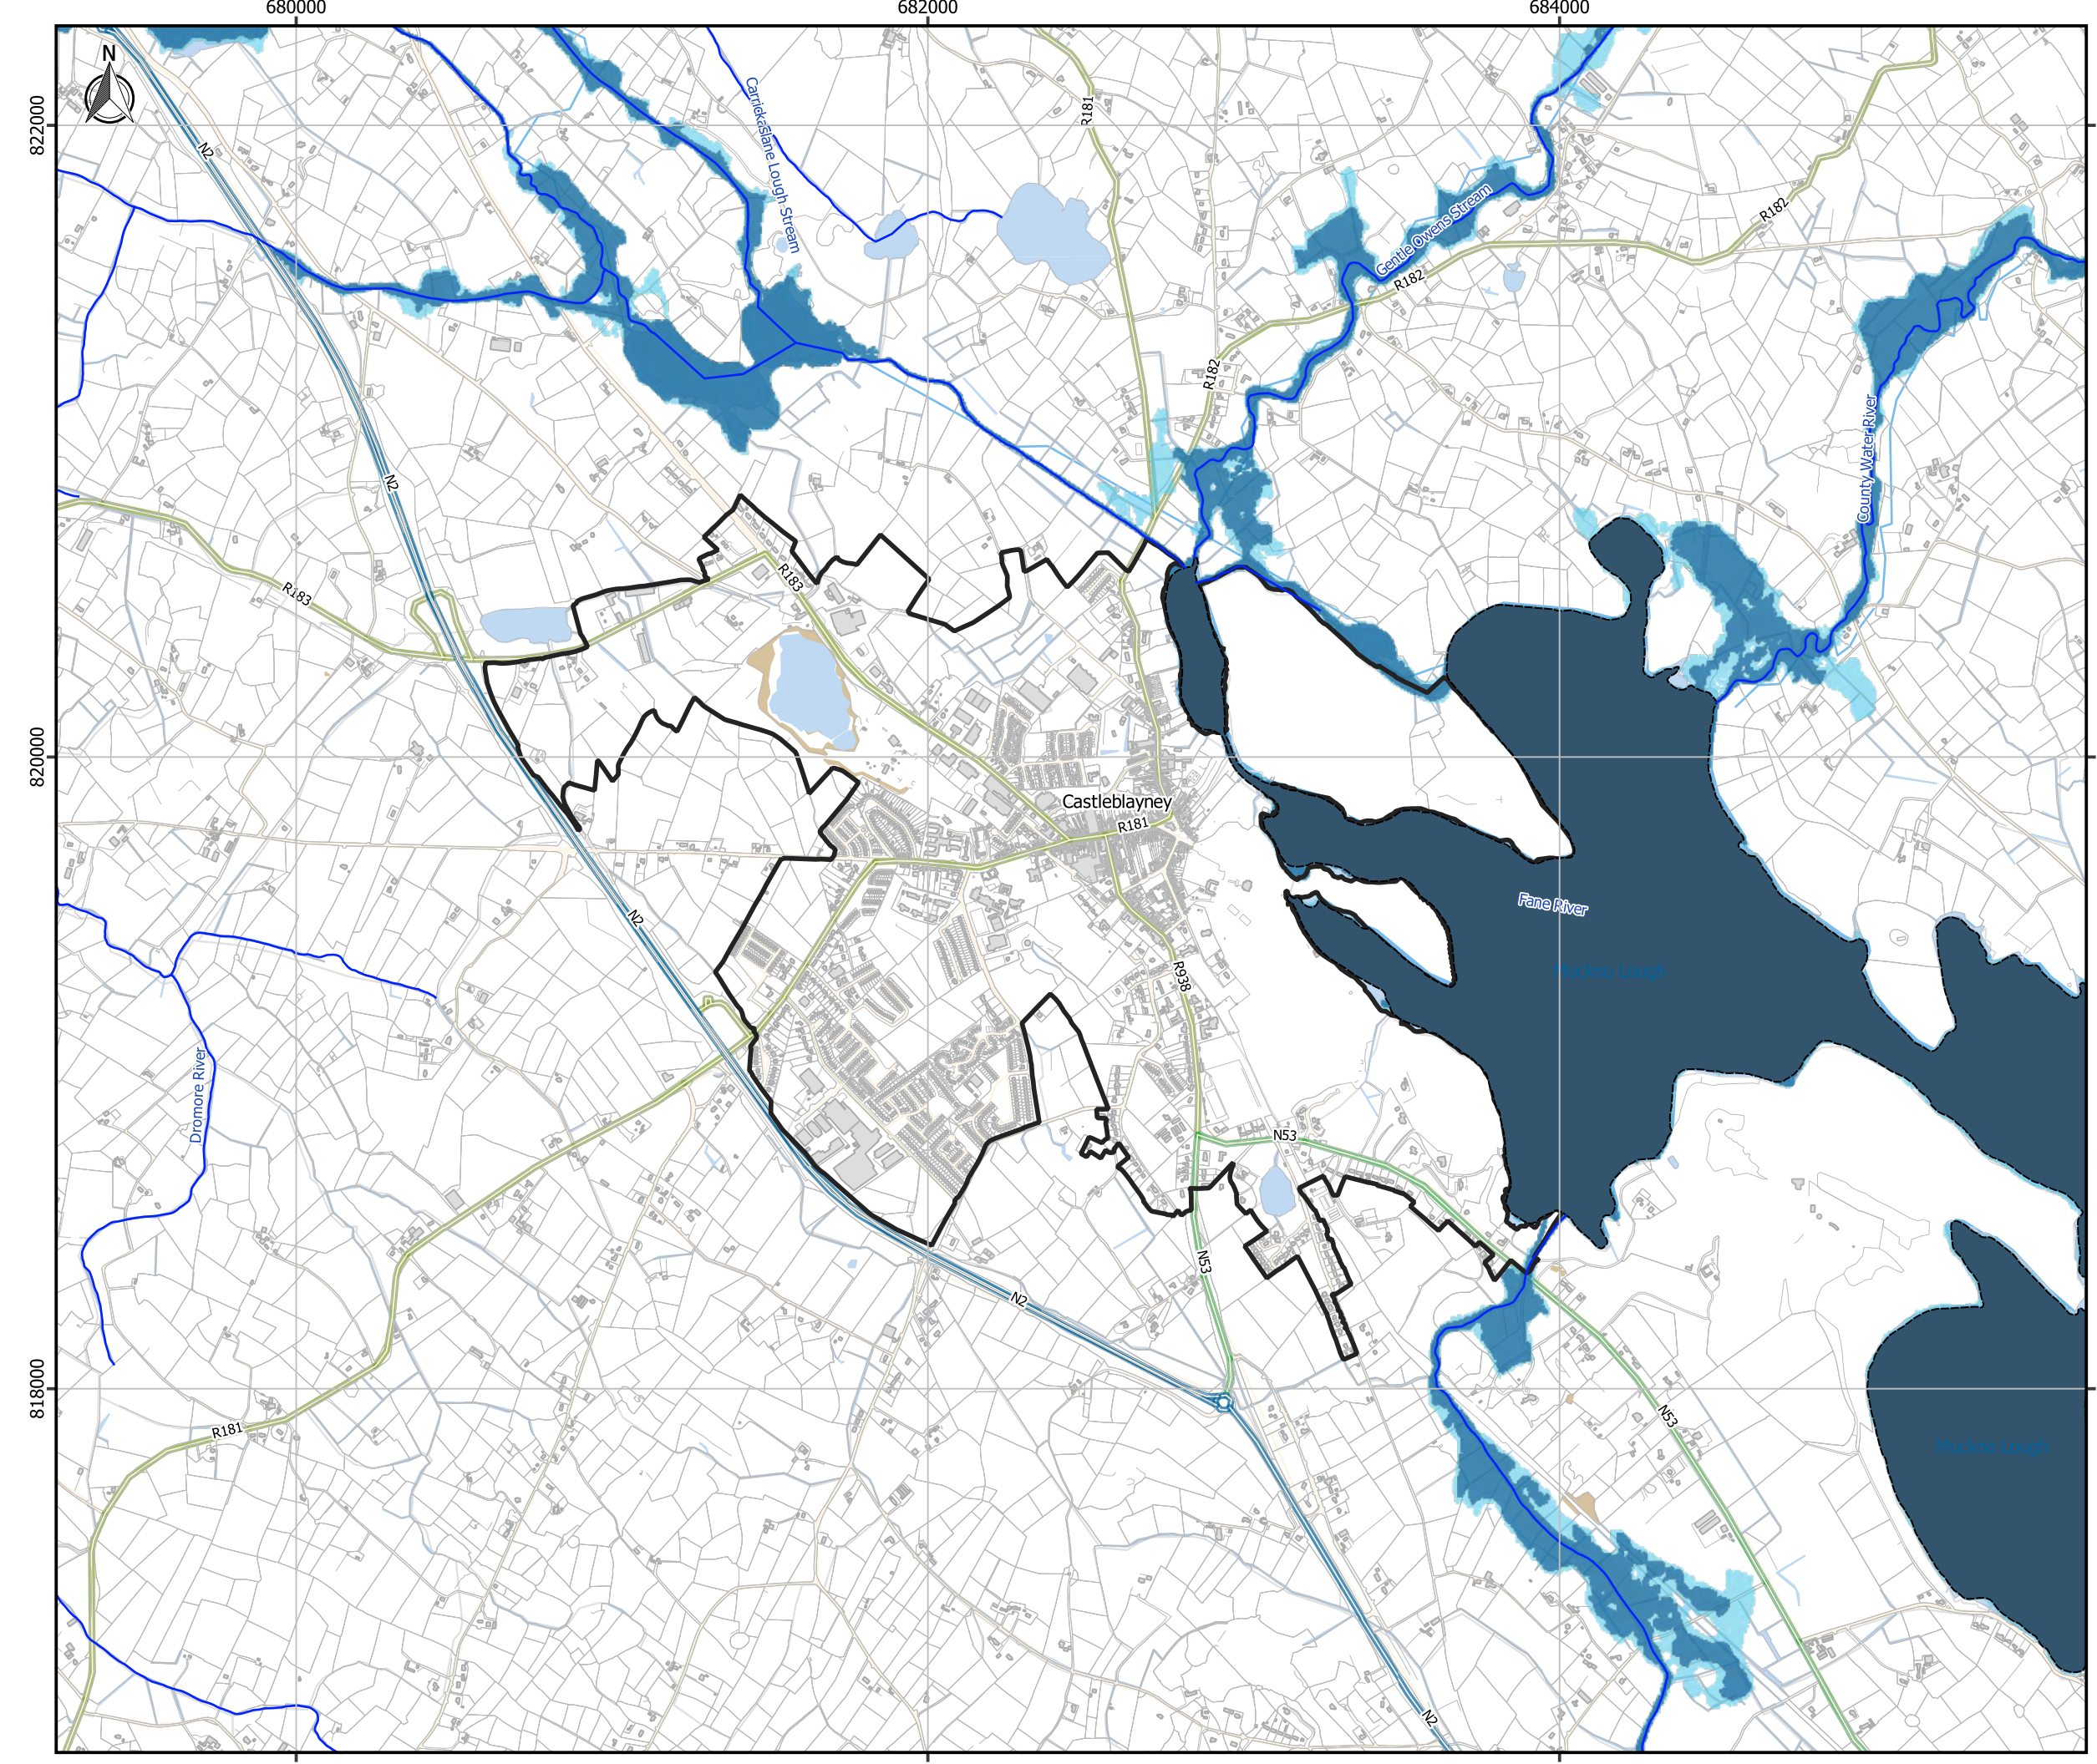 680000
682000
684000
N
822000
N2
Carrickaslane Lough Stream
R181
Gentle Owens Stream
R182
R182
R182
County Water River
N2
R183
R183
820000
Castleblayney
R181
N2
Fane River
Muckno Lough
R938
Dromore River
N53
N53
N2
818000
R181
N53
Muckno Lough
N2